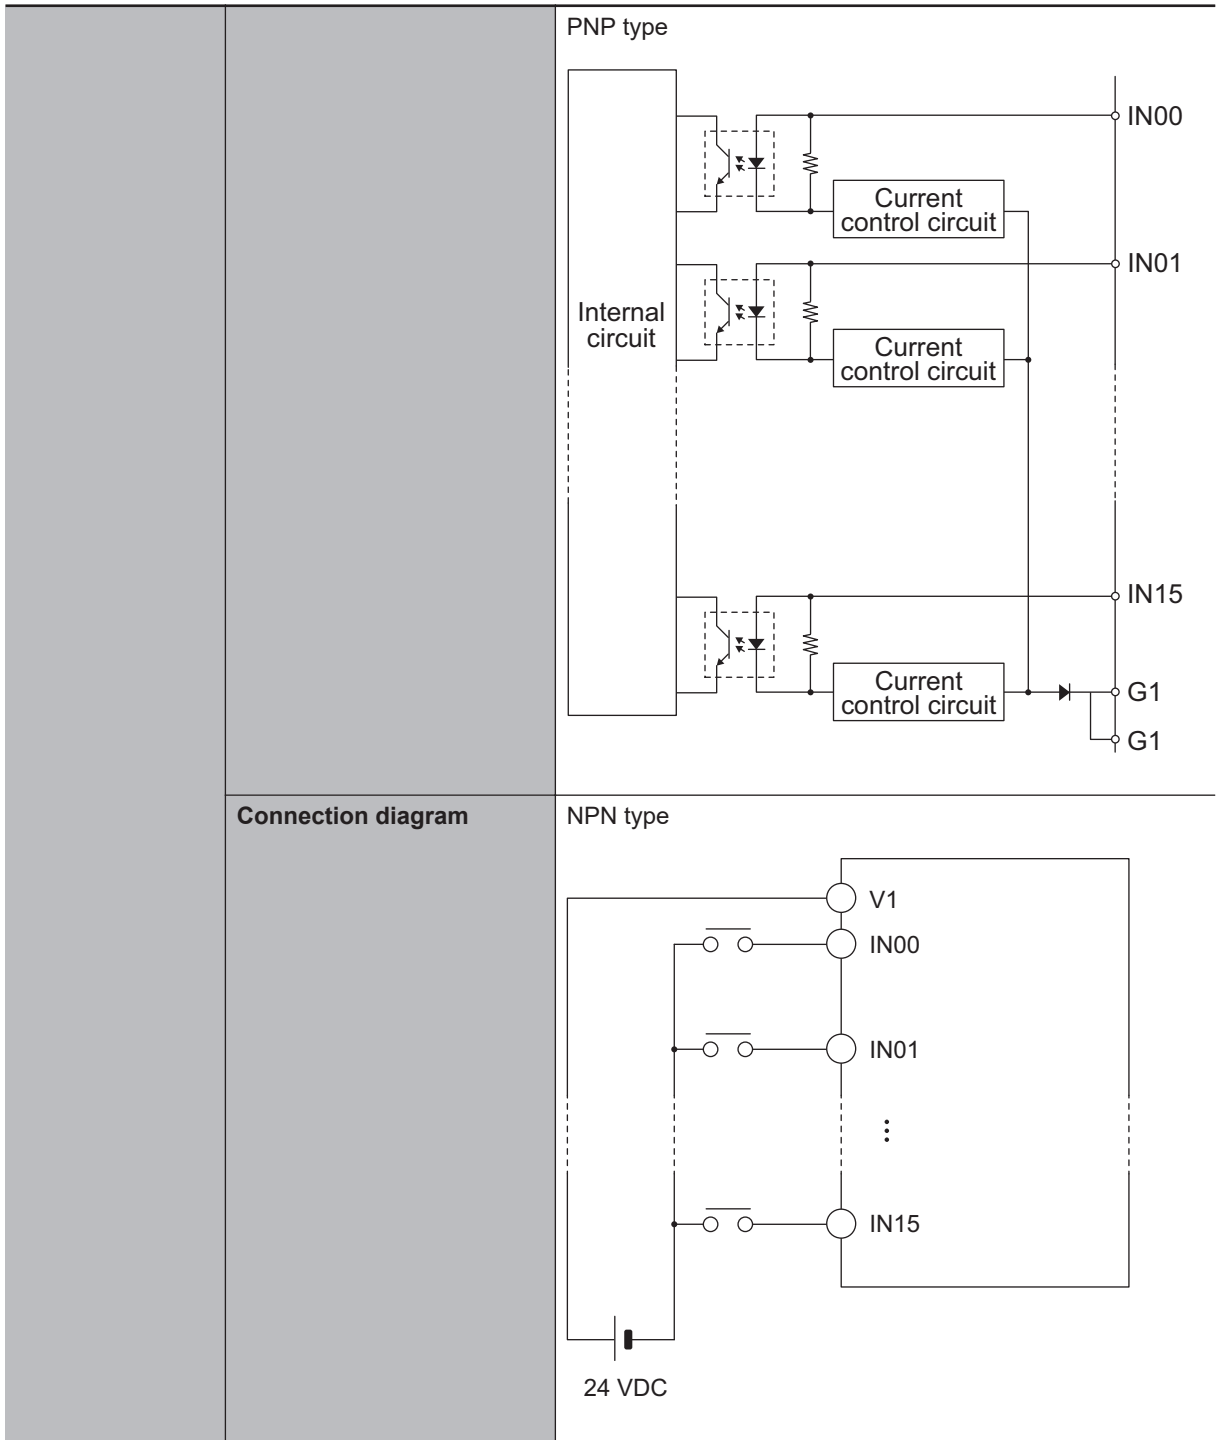 PNP type
IN00
Current
control circuit
IN01
Internal
circuit
Current
control circuit
IN15
Current
control circuit
G1
G1
Connection diagram
NPN type
V1
IN00
IN01
⋮
IN15
24 VDC